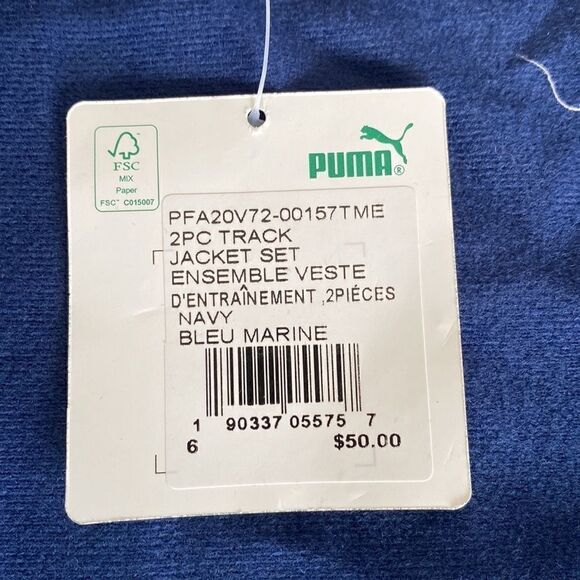 FSC
MIX
Paper
FSC™ C015007
PUMA®
PFA20V72-00157TME
2PC TRACK
JACKET SET
ENSEMBLE VESTE
D'ENTRAÎNEMENT ,2PIÉCES
NAVY
BLEU MARINE
1 90337 05575 7
6 $50.00